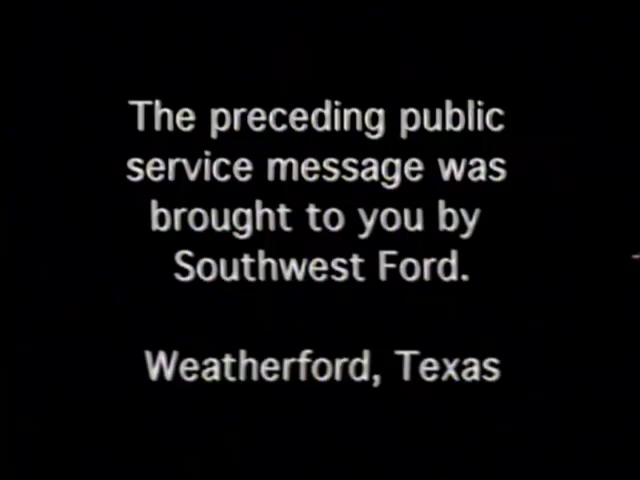 The preceding public
service message was
brought to you by
Southwest Ford.
Weatherford, Texas